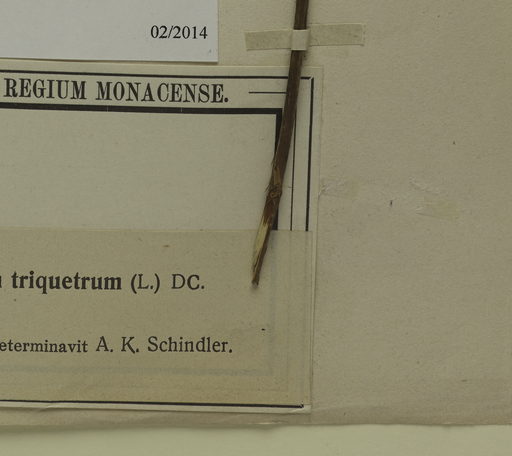 02/2014
REGIUM MONACENSE.
triquetrum (L.) DC.
eterminavit A. K. Schindler.